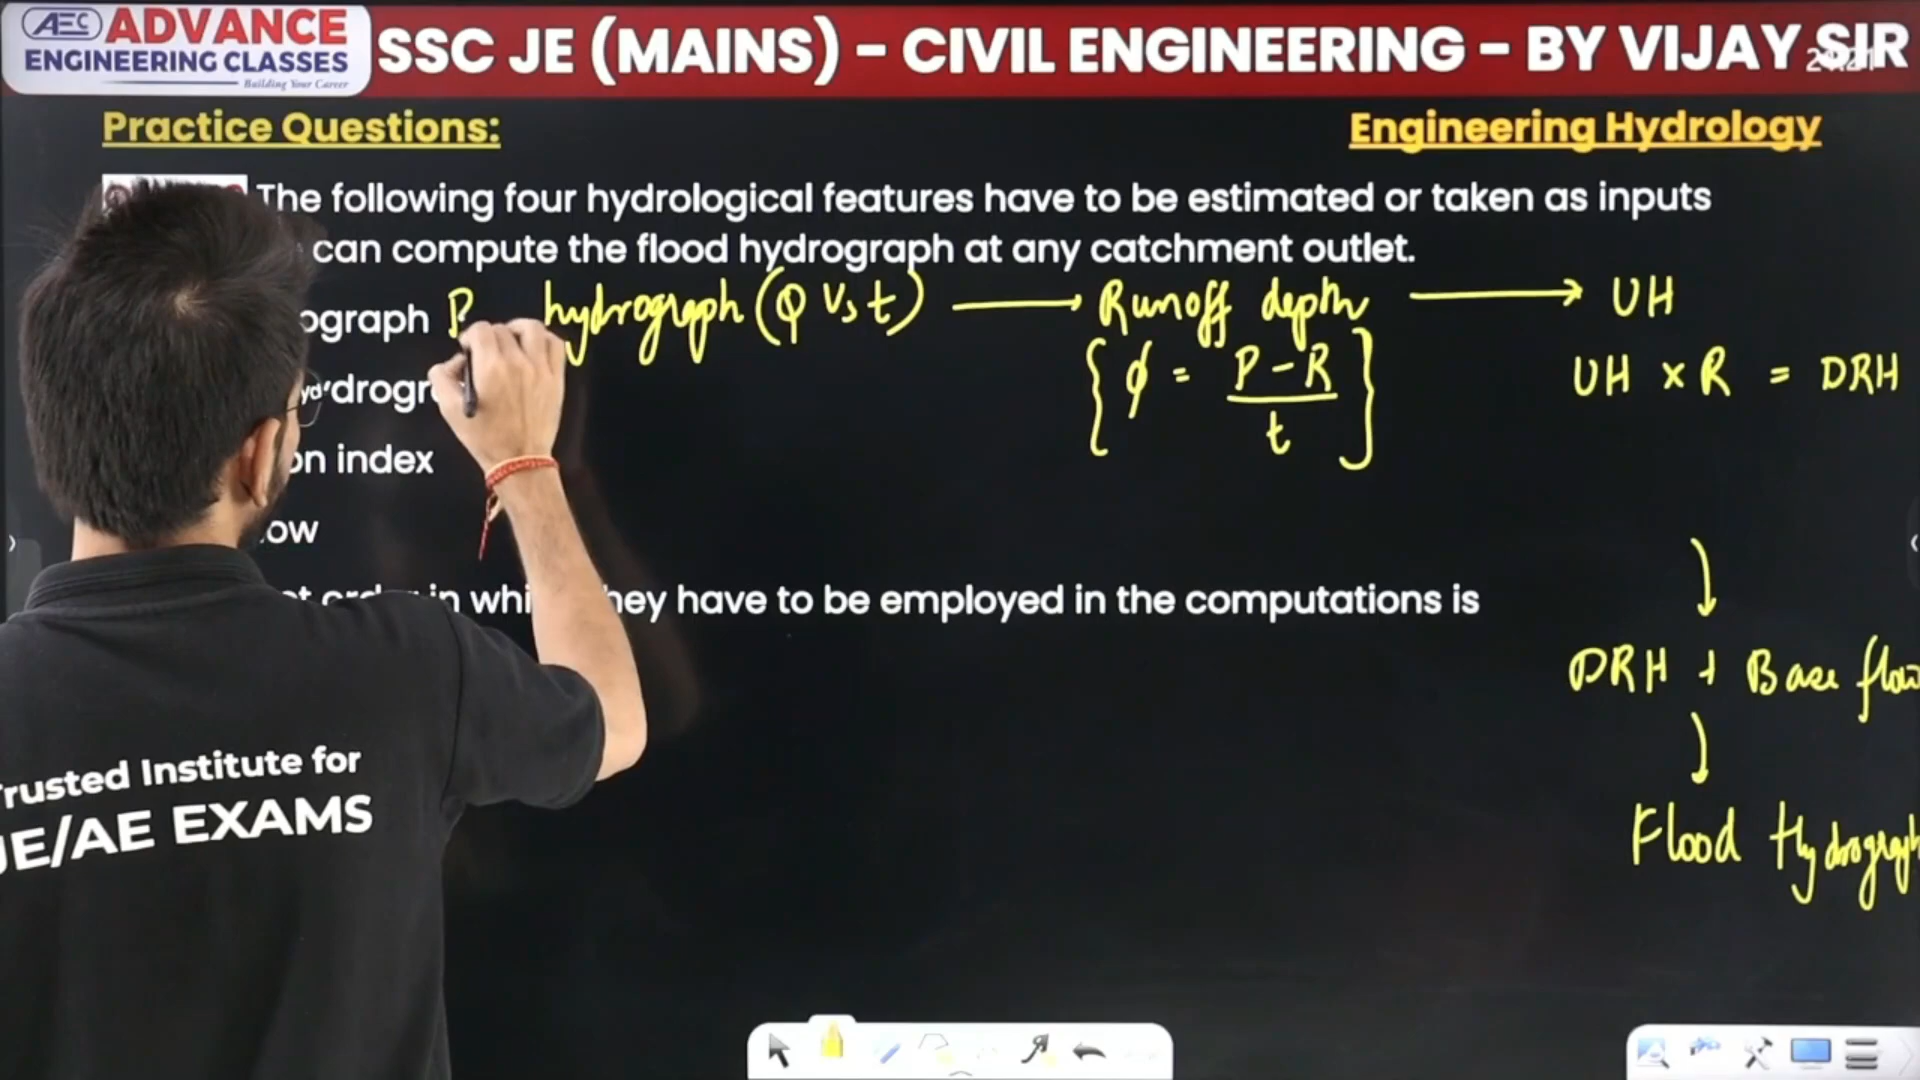 AEC ADVANCE
ENGINEERING CLASSES
Building Your Career
SSC JE (MAINS) - CIVIL ENGINEERING - BY VIJAY SIR
Practice Questions:
Engineering Hydrology
The following four hydrological features have to be estimated or taken as inputs
can compute the flood hydrograph at any catchment outlet.
ograph
hydrograph (Q Vs t) → Runoff depth → UH
{ φ = P - R / t }
UH × R = DRH
drogr
on index
ow
they have to be employed in the computations is
DRH + Base flow
Flood Hydrograph
Trusted Institute for
JE/AE EXAMS